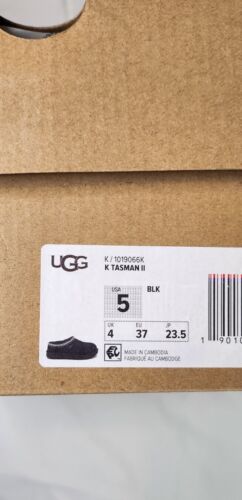 UGG
K / 1019066K
K TASMAN II
USA
5
BLK
UK EU JP
4 37 23.5
MADE IN CAMBODIA
FABRIQUÉ AU CAMBODGE
1 9010